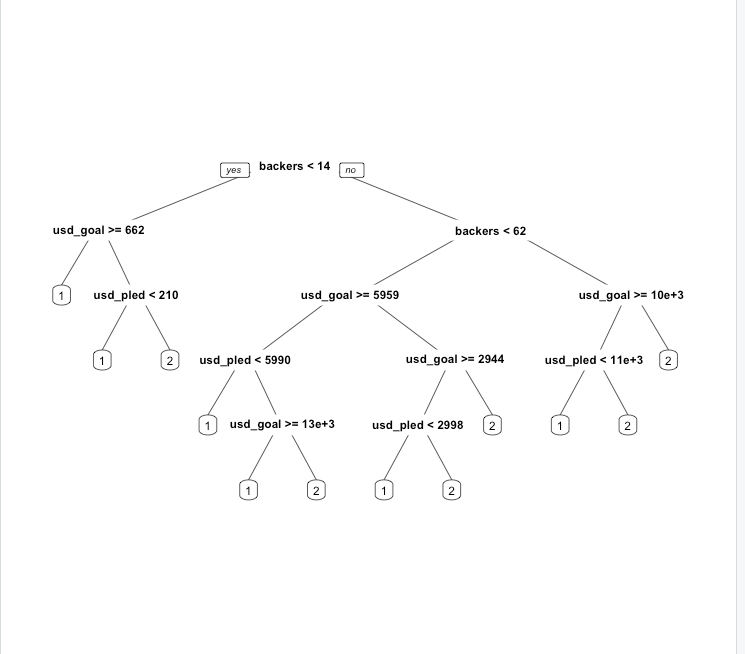 yes backers < 14 no
usd_goal >= 662 backers < 62
1 usd_pled < 210 usd_goal >= 5959 usd_goal >= 10e+3
1 2 usd_pled < 5990 usd_goal >= 2944 usd_pled < 11e+3 2
1 usd_goal >= 13e+3 usd_pled < 2998 2 1 2
1 2 1 2